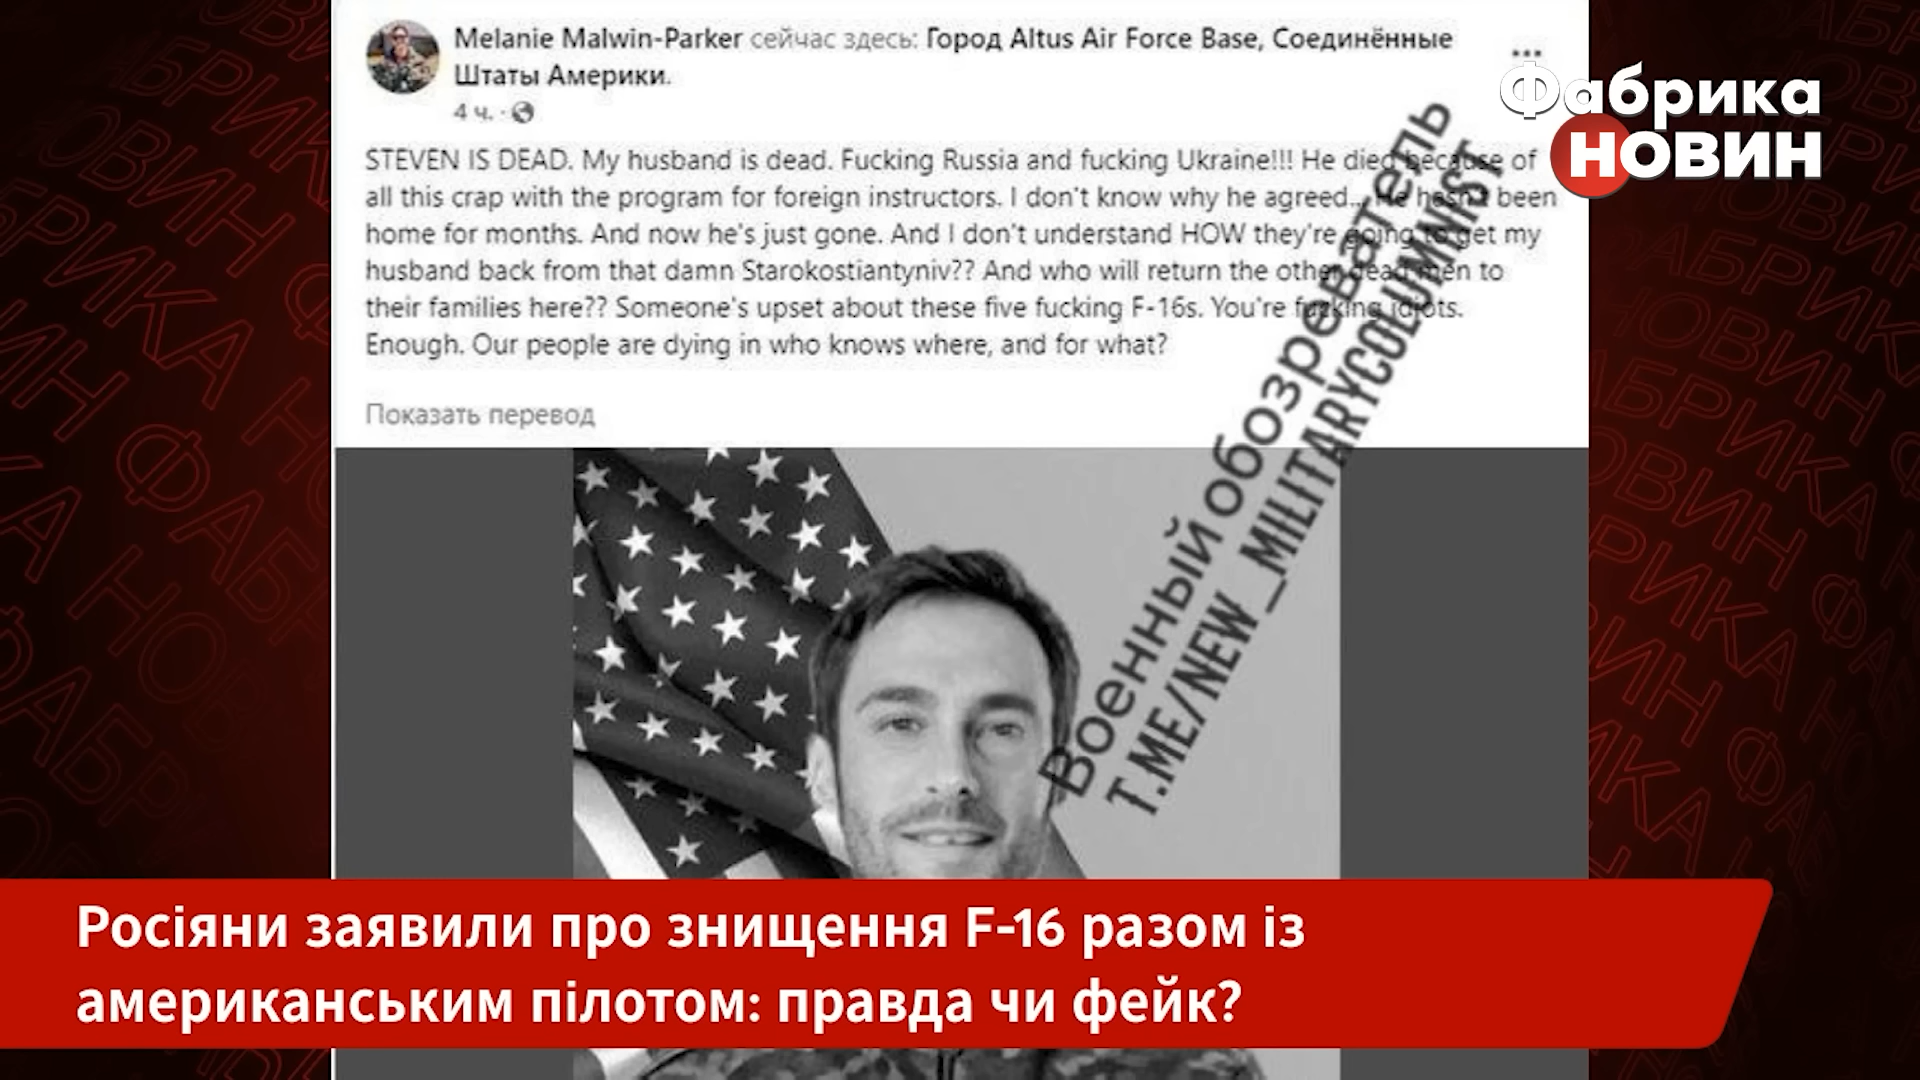 Melanie Malwin-Parker сейчас здесь: Город Altus Air Force Base, Соединённые
Штаты Америки.
4 ч. ·
Фабрика
НОВИН
STEVEN IS DEAD. My husband is dead. Fucking Russia and fucking Ukraine!!! He died because of
all this crap with the program for foreign instructors. I don't know why he agreed... He hasn't been
home for months. And now he's just gone. And I don't understand HOW they're going to get my
husband back from that damn Starokostiantyniv?? And who will return the other dead men to
their families here?? Someone's upset about these five fucking F-16s. You're fucking idiots.
Enough. Our people are dying in who knows where, and for what?
Показать перевод
Военный обозреватель
T.ME/NEW_MILITARYCOLUMNIST
Росіяни заявили про знищення F-16 разом із
американським пілотом: правда чи фейк?